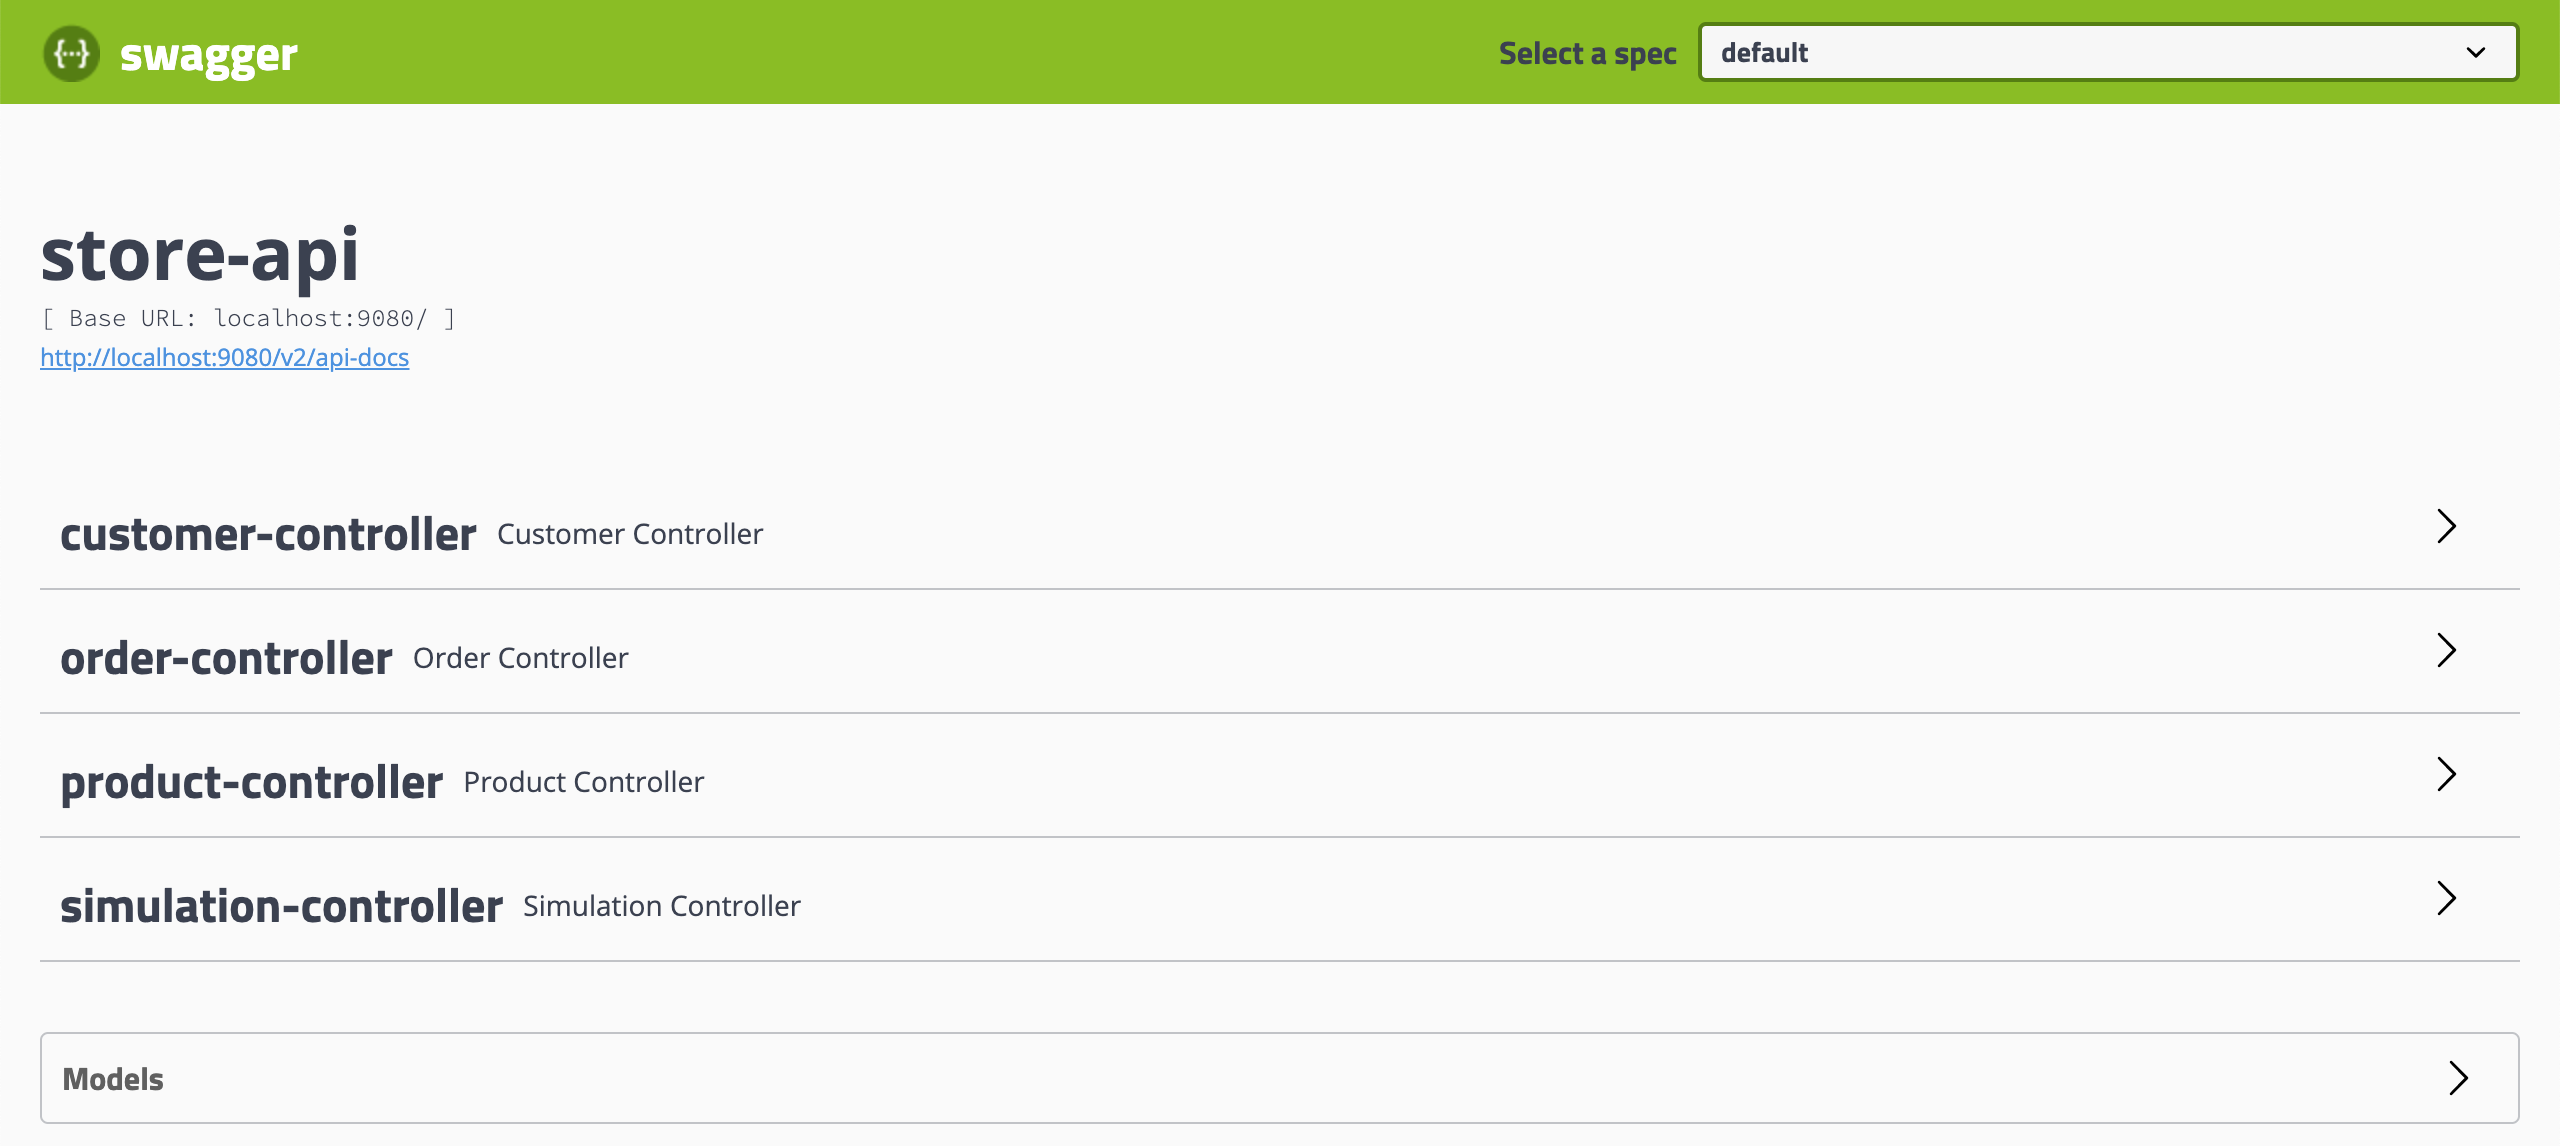 {...} swagger
Select a spec
default
store-api
[ Base URL: localhost:9080/ ]
http://localhost:9080/v2/api-docs
customer-controller Customer Controller
order-controller Order Controller
product-controller Product Controller
simulation-controller Simulation Controller
Models